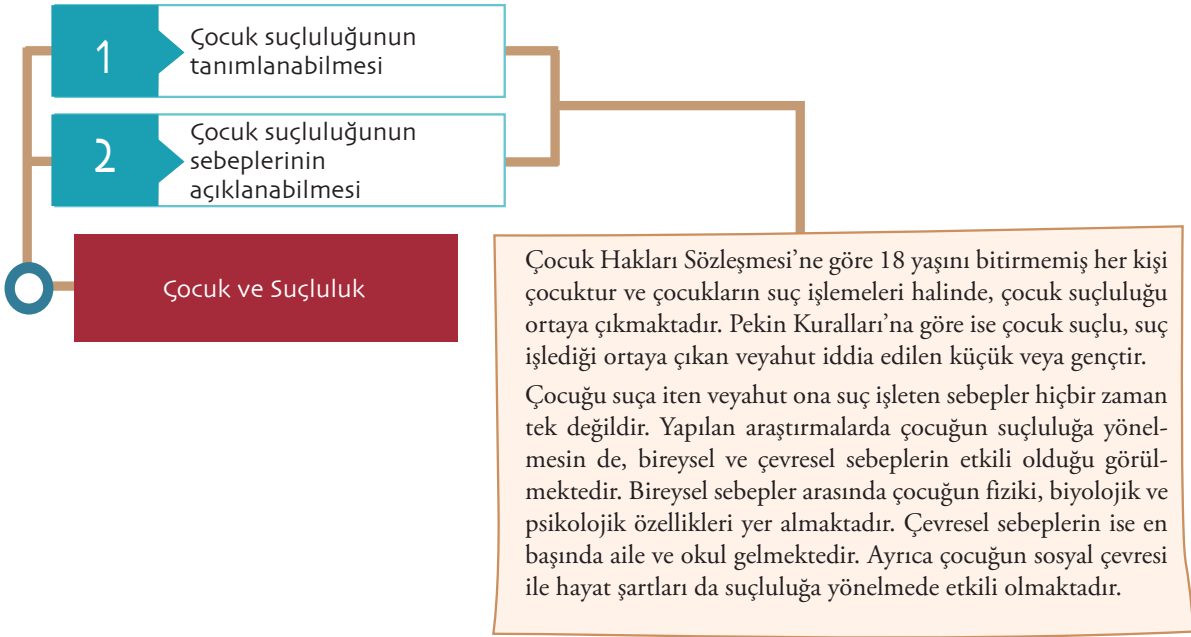 1
Çocuk suçluluğunun
tanımlanabilmesi
2
Çocuk suçluluğunun
sebeplerinin
açıklanabilmesi
Çocuk ve Suçluluk
Çocuk Hakları Sözleşmesi’ne göre 18 yaşını bitirmemiş her kişi
çocuktur ve çocukların suç işlemeleri halinde, çocuk suçluluğu
ortaya çıkmaktadır. Pekin Kuralları’na göre ise çocuk suçlu, suç
işlediği ortaya çıkan veyahut iddia edilen küçük veya gençtir.
Çocuğu suça iten veyahut ona suç işleten sebepler hiçbir zaman
tek değildir. Yapılan araştırmalarda çocuğun suçluluğa yönel-
mesin de, bireysel ve çevresel sebeplerin etkili olduğu görül-
mektedir. Bireysel sebepler arasında çocuğun fiziki, biyolojik ve
psikolojik özellikleri yer almaktadır. Çevresel sebeplerin ise en
başında aile ve okul gelmektedir. Ayrıca çocuğun sosyal çevresi
ile hayat şartları da suçluluğa yönelmede etkili olmaktadır.